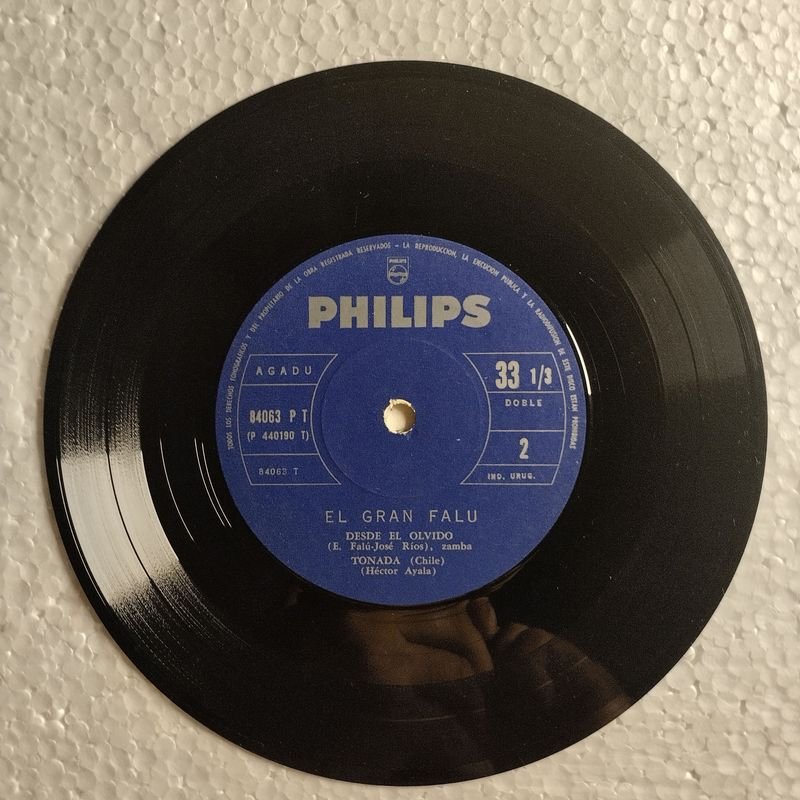 TODOS LOS DERECHOS FONOGRAFICOS Y DEL PROPIETARIO DE LA OBRA REGISTRADA RESERVADOS - LA REPRODUCCION, LA EJECUCION PUBLICA Y LA RADIODIFUSION DE ESTE DISCO ESTAN PROHIBIDAS
PHILIPS
PHILIPS
AGADU
84063 P T
(P 440190 T)
84063 T
33 1/3
DOBLE
2
IND. URUG.
EL GRAN FALU
DESDE EL OLVIDO
(E. Falú-José Ríos), zamba
TONADA (Chile)
(Héctor Ayala)